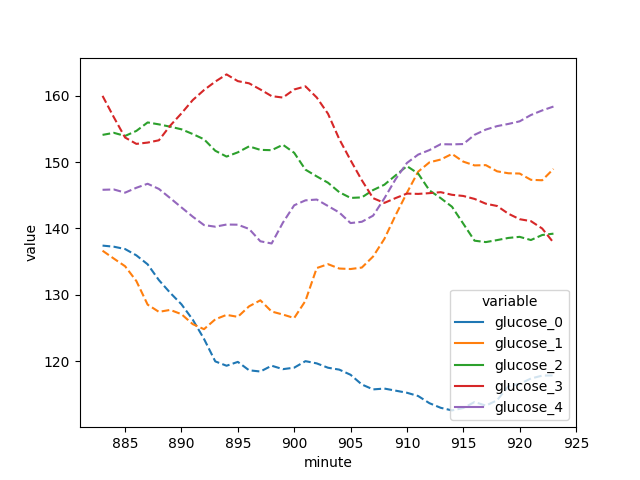 value
160
150
140
130
120
885 890 895 900 905 910 915 920 925
minute
variable
glucose_0
glucose_1
glucose_2
glucose_3
glucose_4